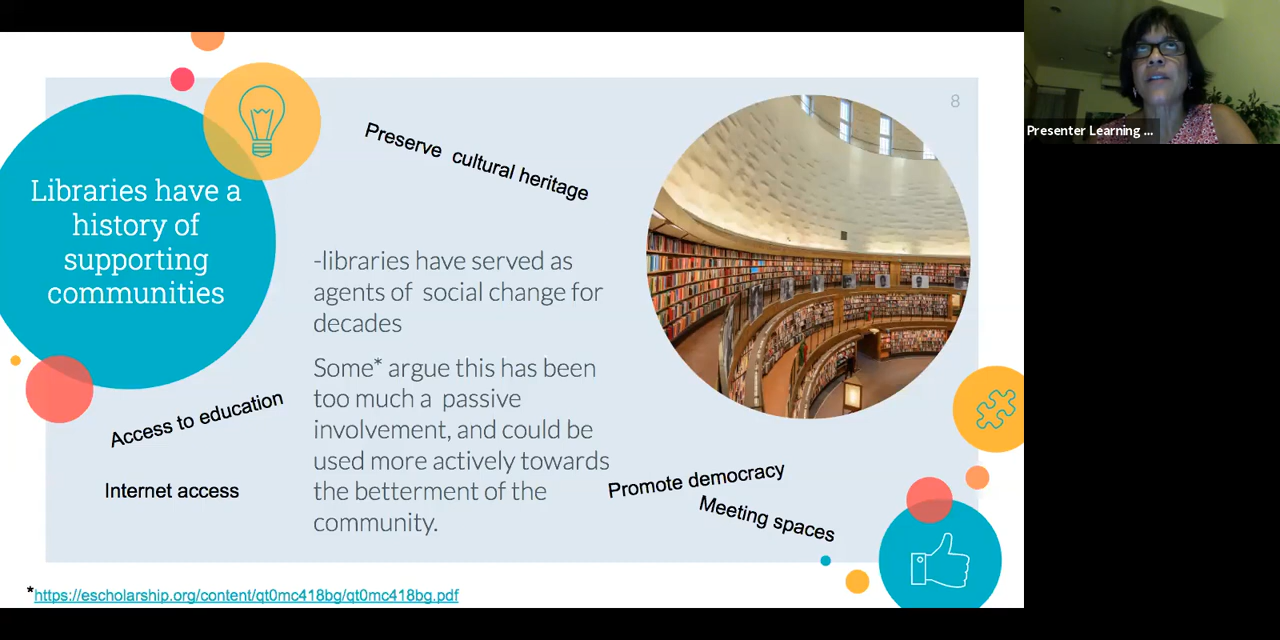 8
Presenter Learning ...
Preserve cultural heritage
Libraries have a
history of
supporting
communities
-libraries have served as
agents of social change for
decades
Some* argue this has been
too much a passive
involvement, and could be
used more actively towards
the betterment of the
community.
Access to education
Internet access
Promote democracy
Meeting spaces
*https://escholarship.org/content/qt0mc418bg/qt0mc418bg.pdf